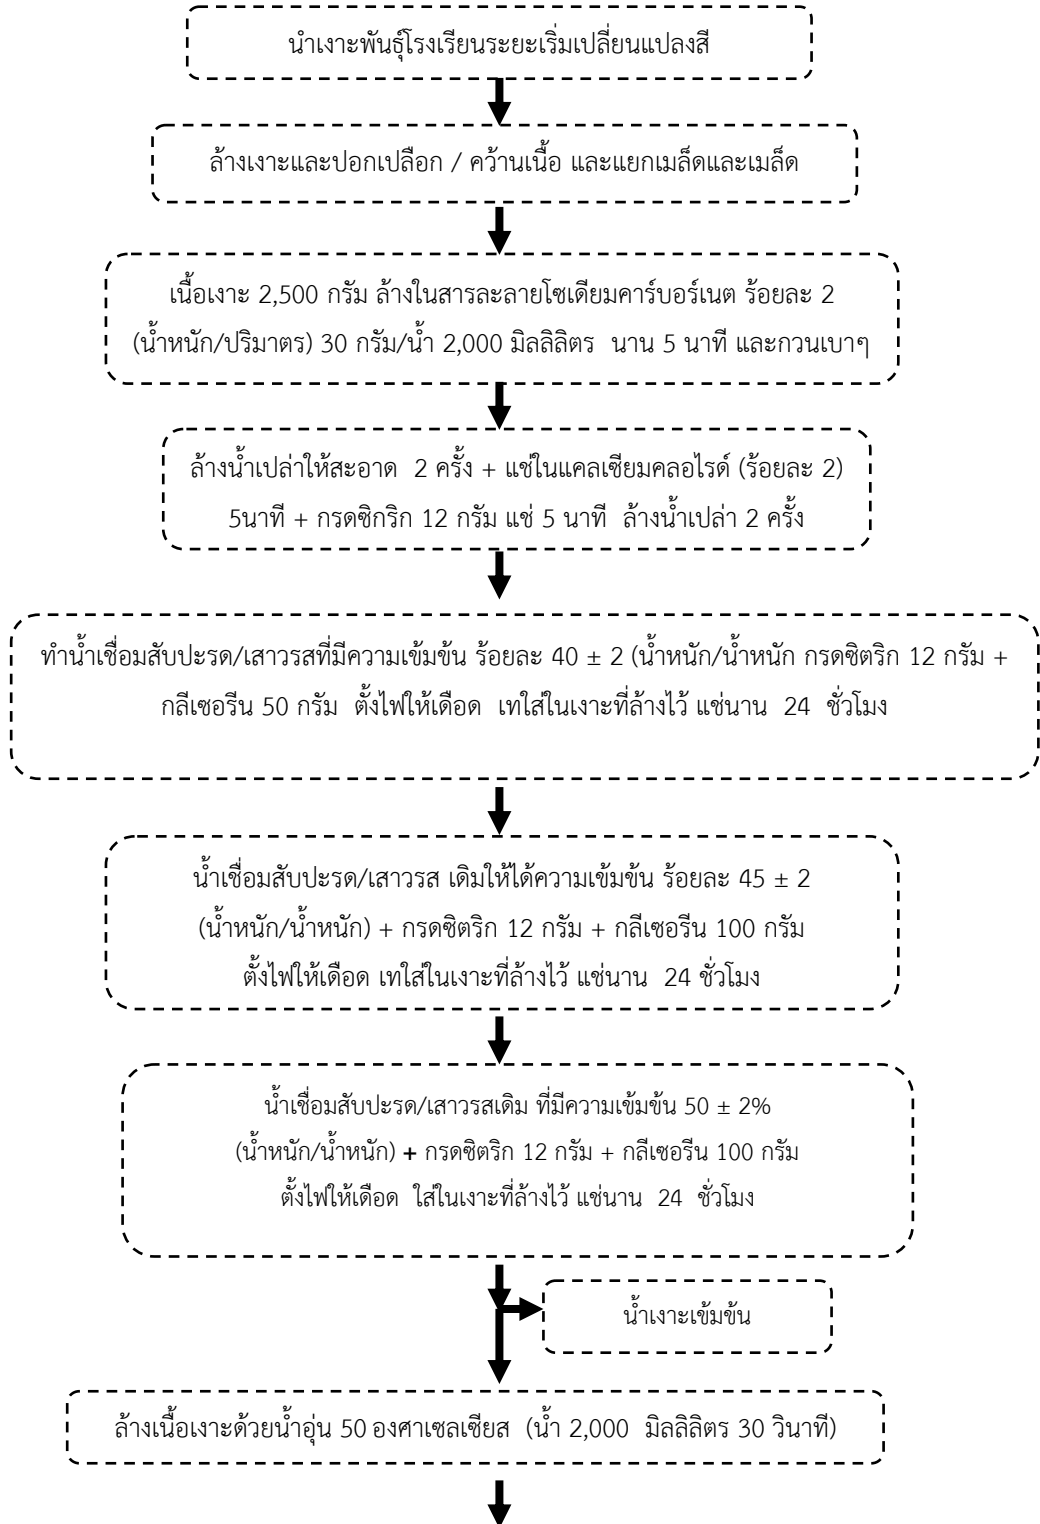 นำเงาะพันธุ์โรงเรียนระยะเริ่มเปลี่ยนแปลงสี
ล้างเงาะและปอกเปลือก / คว้านเนื้อ และแยกเมล็ดและเมล็ด
เนื้อเงาะ 2,500 กรัม ล้างในสารละลายโซเดียมคาร์บอร์เนต ร้อยละ 2
(น้ำหนัก/ปริมาตร) 30 กรัม/น้ำ 2,000 มิลลิลิตร นาน 5 นาที และกวนเบาๆ
ล้างน้ำเปล่าให้สะอาด 2 ครั้ง + แช่ในแคลเซียมคลอไรด์ (ร้อยละ 2)
5นาที + กรดซิกริก 12 กรัม แช่ 5 นาที ล้างน้ำเปล่า 2 ครั้ง
ทำน้ำเชื่อมสับปะรด/เสาวรสที่มีความเข้มข้น ร้อยละ 40 ± 2 (น้ำหนัก/น้ำหนัก กรดซิตริก 12 กรัม +
กลีเซอรีน 50 กรัม ตั้งไฟให้เดือด เทใส่ในเงาะที่ล้างไว้ แช่นาน 24 ชั่วโมง
น้ำเชื่อมสับปะรด/เสาวรส เดิมให้ได้ความเข้มข้น ร้อยละ 45 ± 2
(น้ำหนัก/น้ำหนัก) + กรดซิตริก 12 กรัม + กลีเซอรีน 100 กรัม
ตั้งไฟให้เดือด เทใส่ในเงาะที่ล้างไว้ แช่นาน 24 ชั่วโมง
น้ำเชื่อมสับปะรด/เสาวรสเดิม ที่มีความเข้มข้น 50 ± 2%
(น้ำหนัก/น้ำหนัก) + กรดซิตริก 12 กรัม + กลีเซอรีน 100 กรัม
ตั้งไฟให้เดือด ใส่ในเงาะที่ล้างไว้ แช่นาน 24 ชั่วโมง
น้ำเงาะเข้มข้น
ล้างเนื้อเงาะด้วยน้ำอุ่น 50 องศาเซลเซียส (น้ำ 2,000 มิลลิลิตร 30 วินาที)